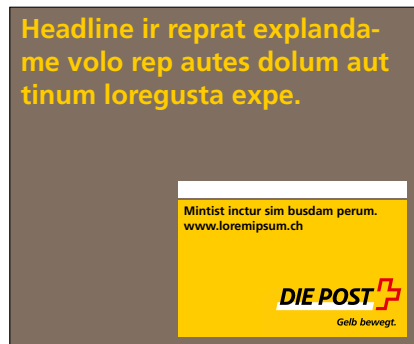 Headline ir reprat explanda-
me volo rep autes dolum aut
tinum loregusta expe.
Mintist inctur sim busdam perum.
www.loremipsum.ch
DIE POST
Gelb bewegt.